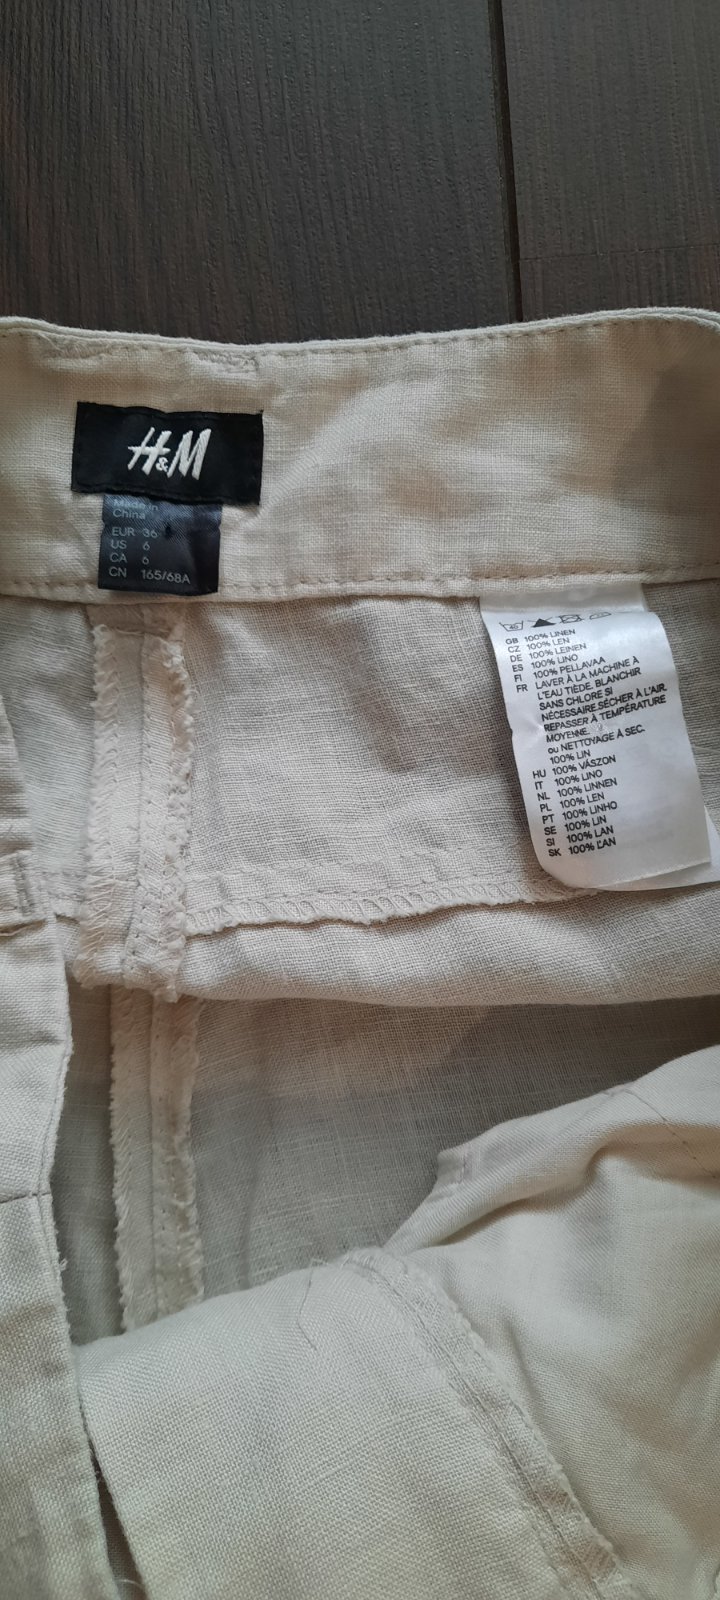 H&M
Made in
China
EUR 36
US 6
CA 6
CN 165/68A
40
GB 100% LINEN
CZ 100% LEN
DE 100% LEINEN
ES 100% LINO
FI 100% PELLAVAA
FR LAVER À LA MACHINE À
L'EAU TIÈDE. BLANCHIR
SANS CHLORE SI
NÉCESSAIRE. SÉCHER À L'AIR.
REPASSER À TEMPÉRATURE
MOYENNE.
OU NETTOYAGE À SEC.
100% LIN
HU 100% VÁSZON
IT 100% LINO
NL 100% LINNEN
PL 100% LEN
PT 100% LINHO
SE 100% LIN
SI 100% LAN
SK 100% ĽAN